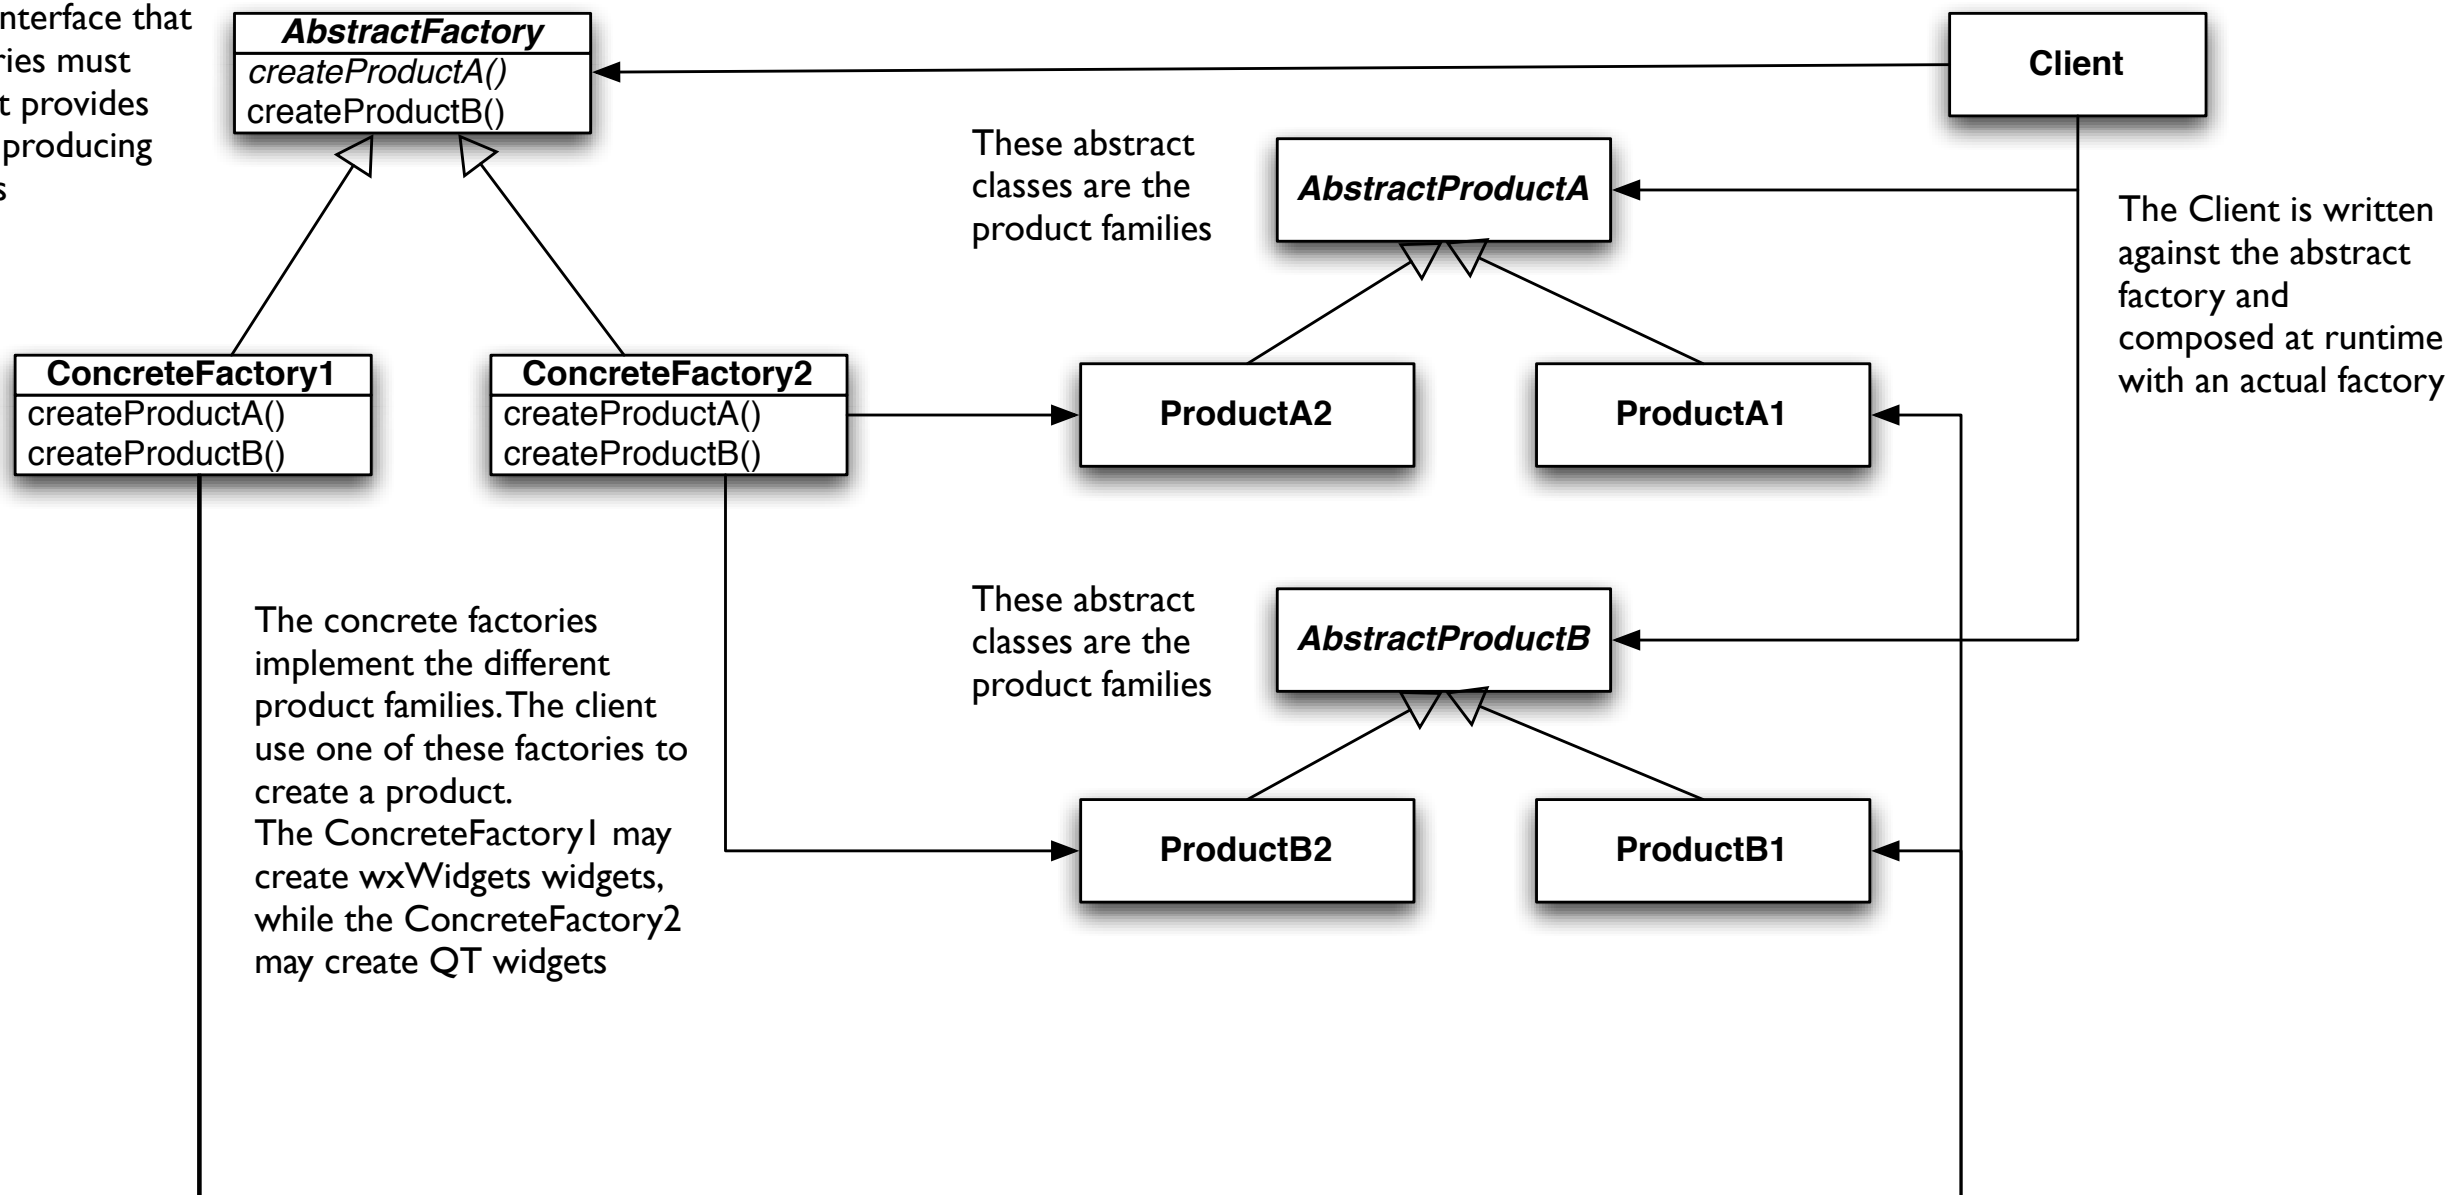 nterface that
ries must
t provides
producing
s
AbstractFactory
createProductA()
createProductB()
Client
These abstract
classes are the
product families
AbstractProductA
The Client is written
against the abstract
factory and
composed at runtime
with an actual factory
ConcreteFactory1
createProductA()
createProductB()
ConcreteFactory2
createProductA()
createProductB()
ProductA2
ProductA1
The concrete factories
implement the different
product families. The client
use one of these factories to
create a product.
The ConcreteFactory1 may
create wxWidgets widgets,
while the ConcreteFactory2
may create QT widgets
These abstract
classes are the
product families
AbstractProductB
ProductB2
ProductB1